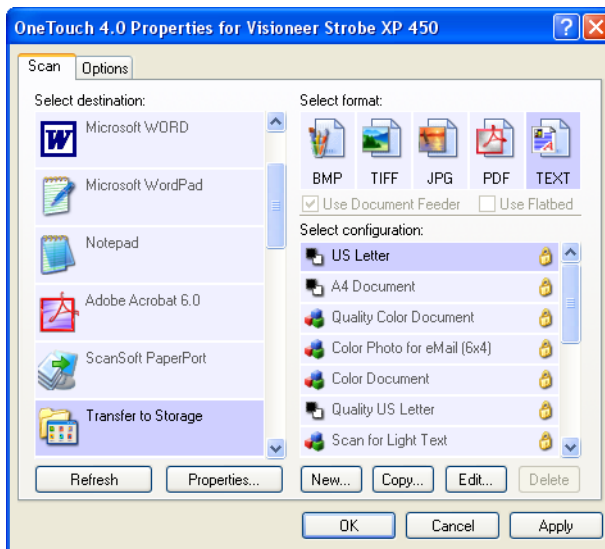 OneTouch 4.0 Properties for Visioneer Strobe XP 450
Scan
Options
Select destination:
Microsoft WORD
Microsoft WordPad
Notepad
Adobe Acrobat 6.0
ScanSoft PaperPort
Transfer to Storage
Refresh
Properties...
Select format:
BMP
TIFF
JPG
PDF
TEXT
Use Document Feeder
Use Flatbed
Select configuration:
US Letter
A4 Document
Quality Color Document
Color Photo for eMail (6x4)
Color Document
Quality US Letter
Scan for Light Text
New...
Copy...
Edit...
Delete
OK
Cancel
Apply